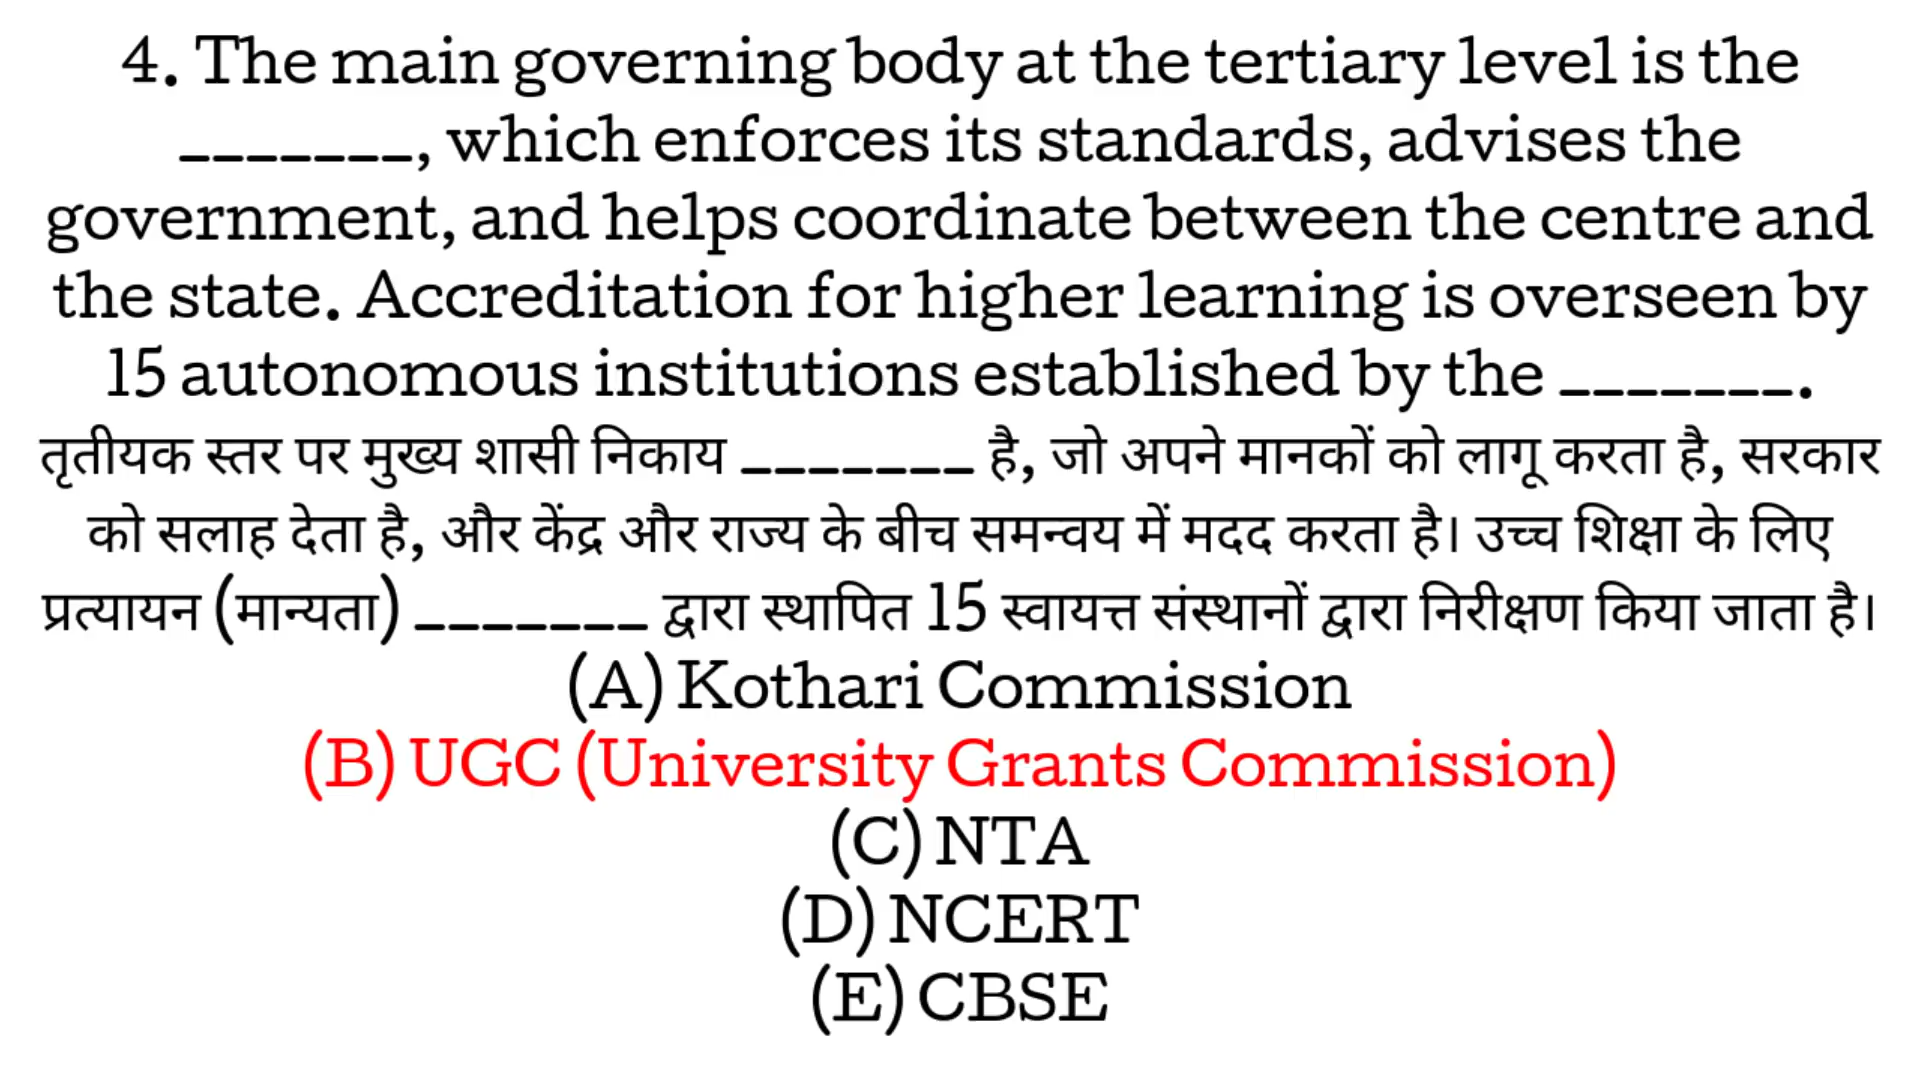 4. The main governing body at the tertiary level is the
_______, which enforces its standards, advises the
government, and helps coordinate between the centre and
the state. Accreditation for higher learning is overseen by
15 autonomous institutions established by the _______.
तृतीयक स्तर पर मुख्य शासी निकाय _______ है, जो अपने मानकों को लागू करता है, सरकार
को सलाह देता है, और केंद्र और राज्य के बीच समन्वय में मदद करता है। उच्च शिक्षा के लिए
प्रत्यायन (मान्यता) _______ द्वारा स्थापित 15 स्वायत्त संस्थानों द्वारा निरीक्षण किया जाता है।
(A) Kothari Commission
(B) UGC (University Grants Commission)
(C) NTA
(D) NCERT
(E) CBSE